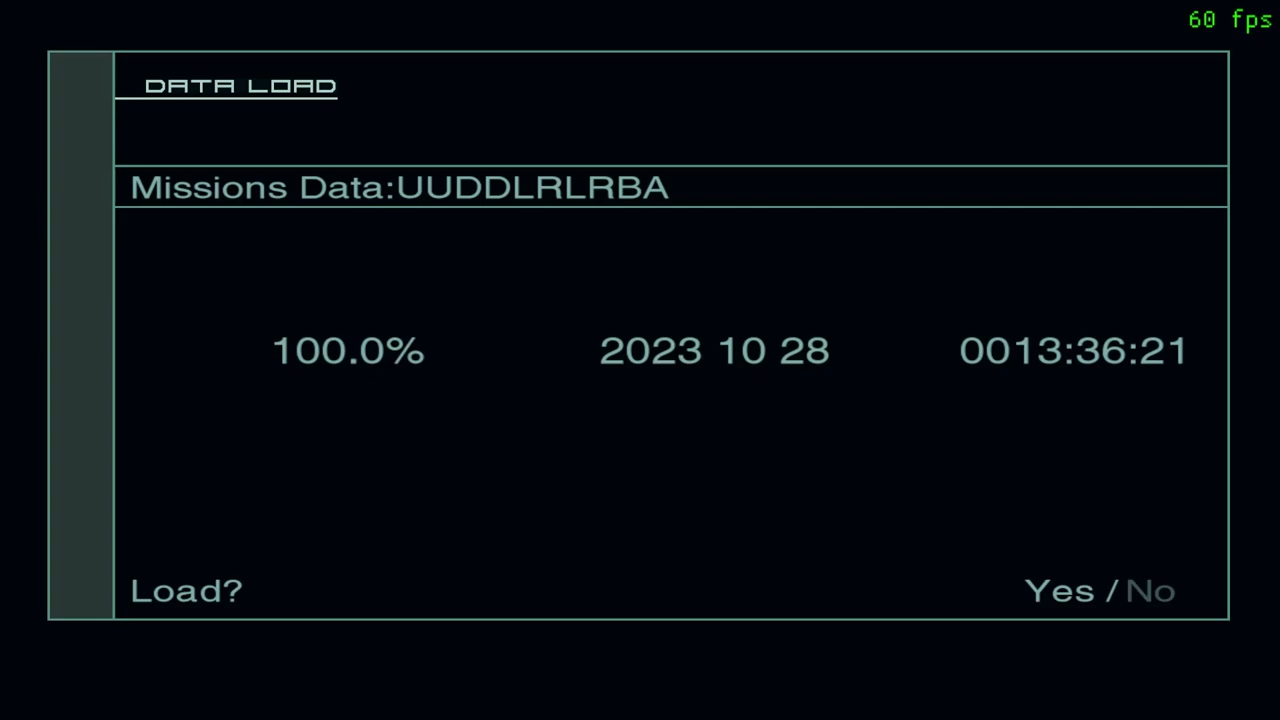 60 fps
DATA LOAD
Missions Data:UUDDLRLRBA
100.0% 2023 10 28 0013:36:21
Load? Yes / No